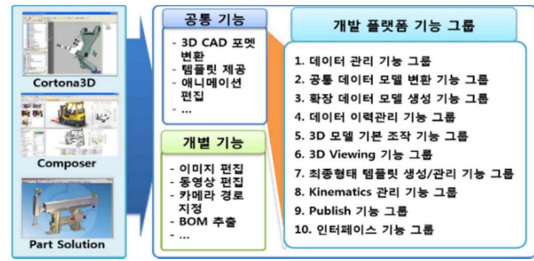 Cortona3D
Composer
Part Solution
공통 기능
- 3D CAD 포멧
변환
- 템플릿 제공
- 애니메이션
편집
- ...
개별 기능
- 이미지 편집
- 동영상 편집
- 카메라 경로
지정
- BOM 추출
- ...
개발 플랫폼 기능 그룹
1. 데이터 관리 기능 그룹
2. 공통 데이터 모델 변환 기능 그룹
3. 확장 데이터 모델 생성 기능 그룹
4. 데이터 이력관리 기능 그룹
5. 3D 모델 기본 조작 기능 그룹
6. 3D Viewing 기능 그룹
7. 최종형태 템플릿 생성/관리 기능 그룹
8. Kinematics 관리 기능 그룹
9. Publish 기능 그룹
10. 인터페이스 기능 그룹